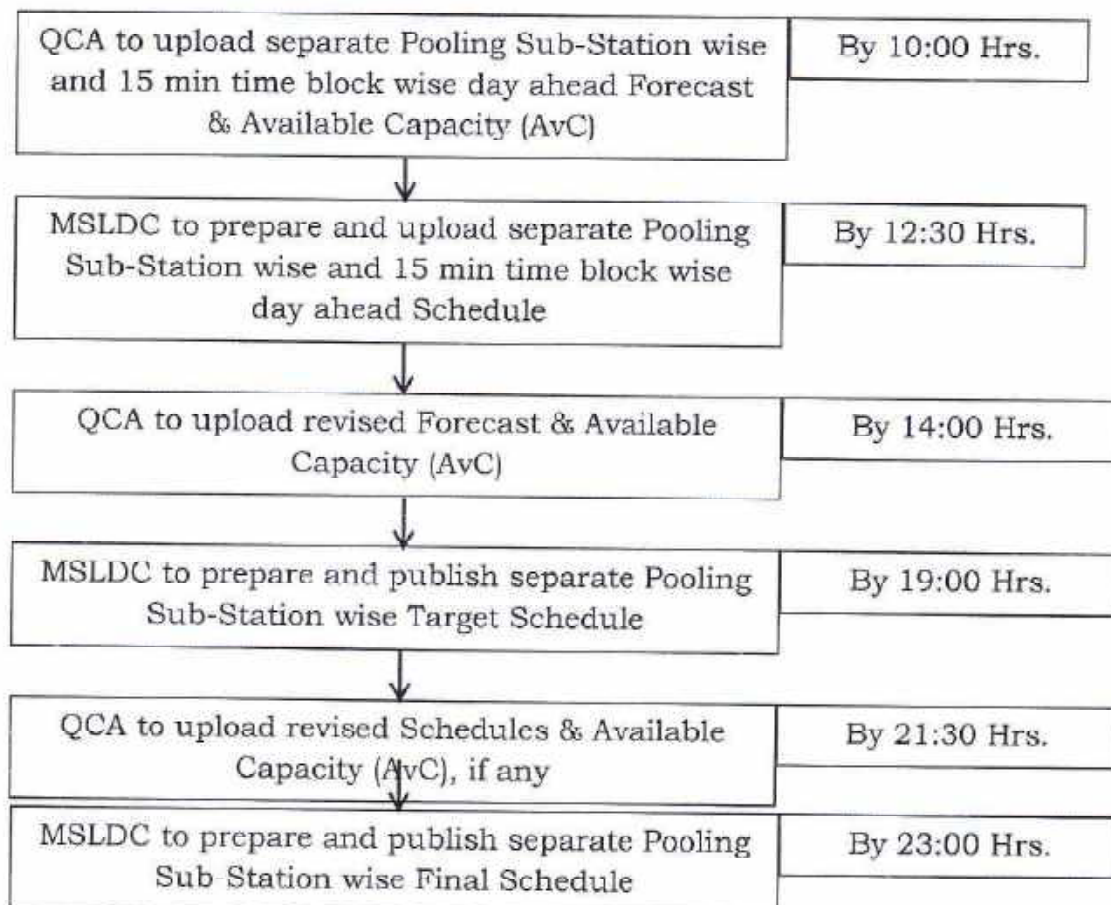 QCA to upload separate Pooling Sub-Station wise
and 15 min time block wise day ahead Forecast
& Available Capacity (AvC)
By 10:00 Hrs.
MSLDC to prepare and upload separate Pooling
Sub-Station wise and 15 min time block wise
day ahead Schedule
By 12:30 Hrs.
QCA to upload revised Forecast & Available
Capacity (AvC)
By 14:00 Hrs.
MSLDC to prepare and publish separate Pooling
Sub-Station wise Target Schedule
By 19:00 Hrs.
QCA to upload revised Schedules & Available
Capacity (AvC), if any
By 21:30 Hrs.
MSLDC to prepare and publish separate Pooling
Sub Station wise Final Schedule
By 23:00 Hrs.